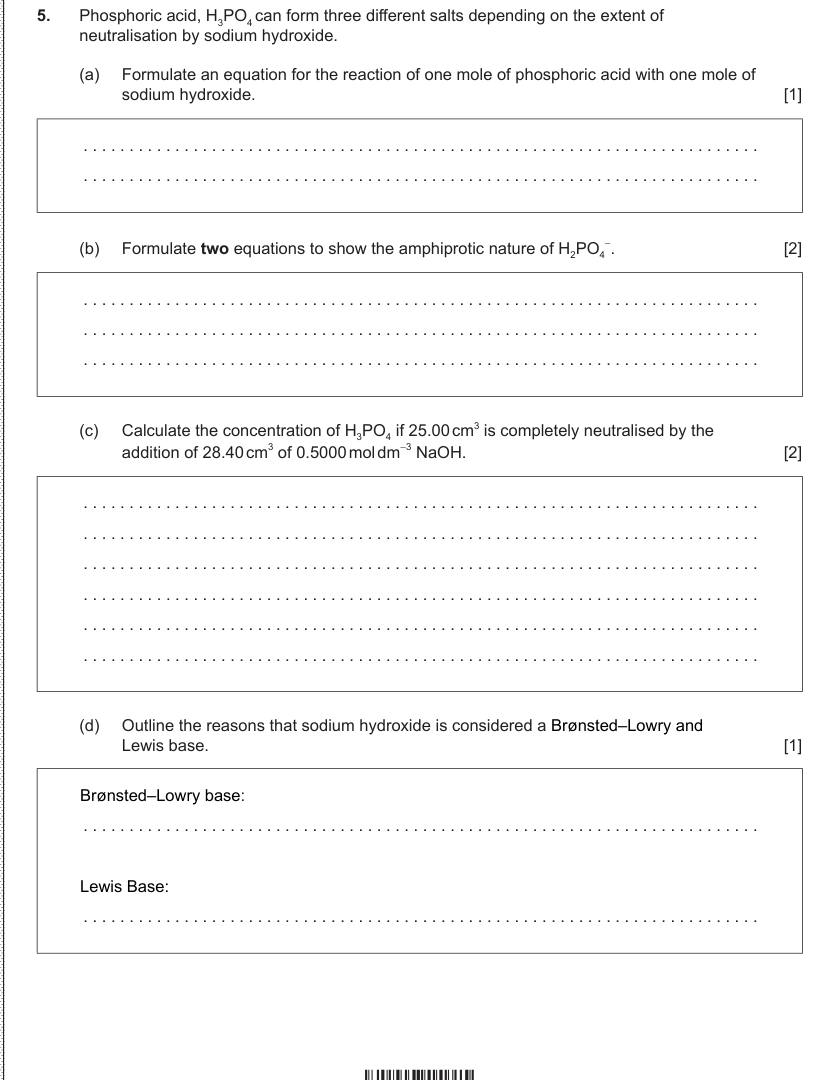 5. Phosphoric acid, H₃PO₄ can form three different salts depending on the extent of
neutralisation by sodium hydroxide.
(a) Formulate an equation for the reaction of one mole of phosphoric acid with one mole of
sodium hydroxide. [1]
(b) Formulate two equations to show the amphiprotic nature of H₂PO₄⁻. [2]
(c) Calculate the concentration of H₃PO₄ if 25.00 cm³ is completely neutralised by the
addition of 28.40 cm³ of 0.5000 mol dm⁻³ NaOH. [2]
(d) Outline the reasons that sodium hydroxide is considered a Brønsted–Lowry and
Lewis base. [1]
Brønsted–Lowry base:
Lewis Base: